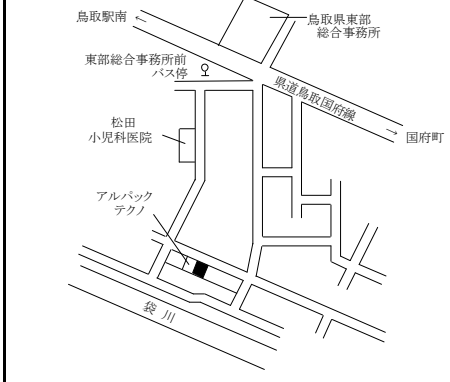 鳥取駅南 ←
鳥取県東部
総合事務所
東部総合事務所前
バス停
県道鳥取国府線
→ 国府町
松田
小児科医院
アルパック
テクノ
袋川